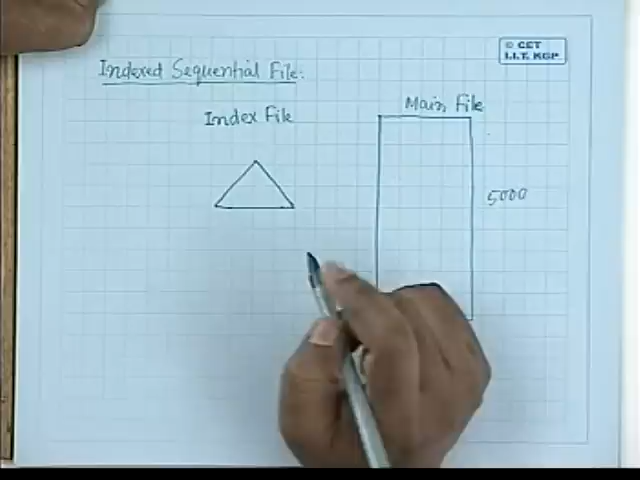 © CET
I.I.T. KGP
Indexed Sequential File:
Main File
Index File
5000